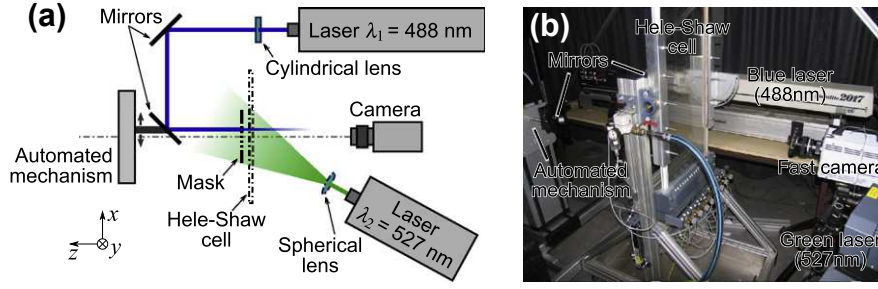 (a)
Mirrors
Laser λ₁ = 488 nm
Cylindrical lens
Camera
Automated
mechanism
Mask
Hele-Shaw
cell
Laser
λ₂ = 527 nm
Spherical
lens
x
z
y
(b)
Hele-Shaw
cell
Mirrors
Blue laser
(488nm)
2017
Automated
mechanism
Fast camera
Green laser
(527nm)